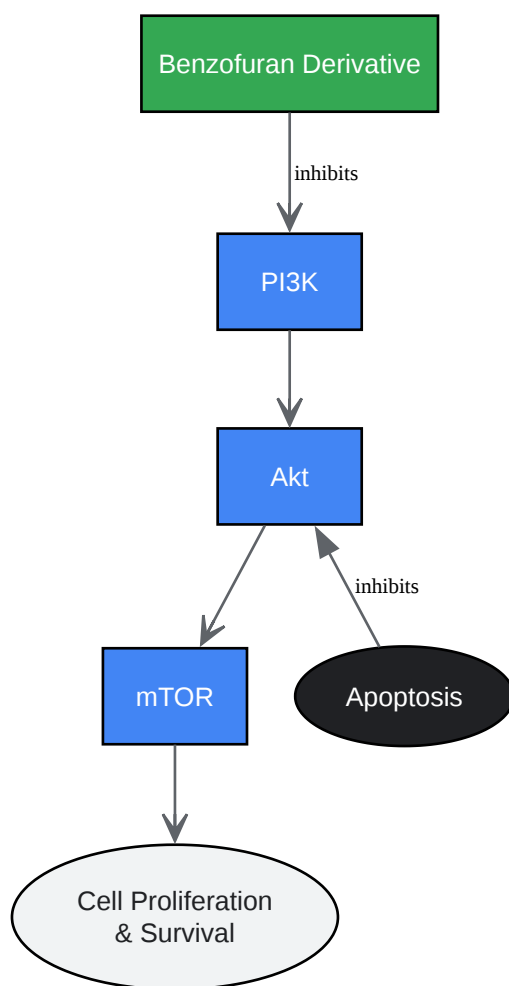 Benzofuran Derivative
inhibits
PI3K
Akt
inhibits
mTOR
Apoptosis
Cell Proliferation
& Survival